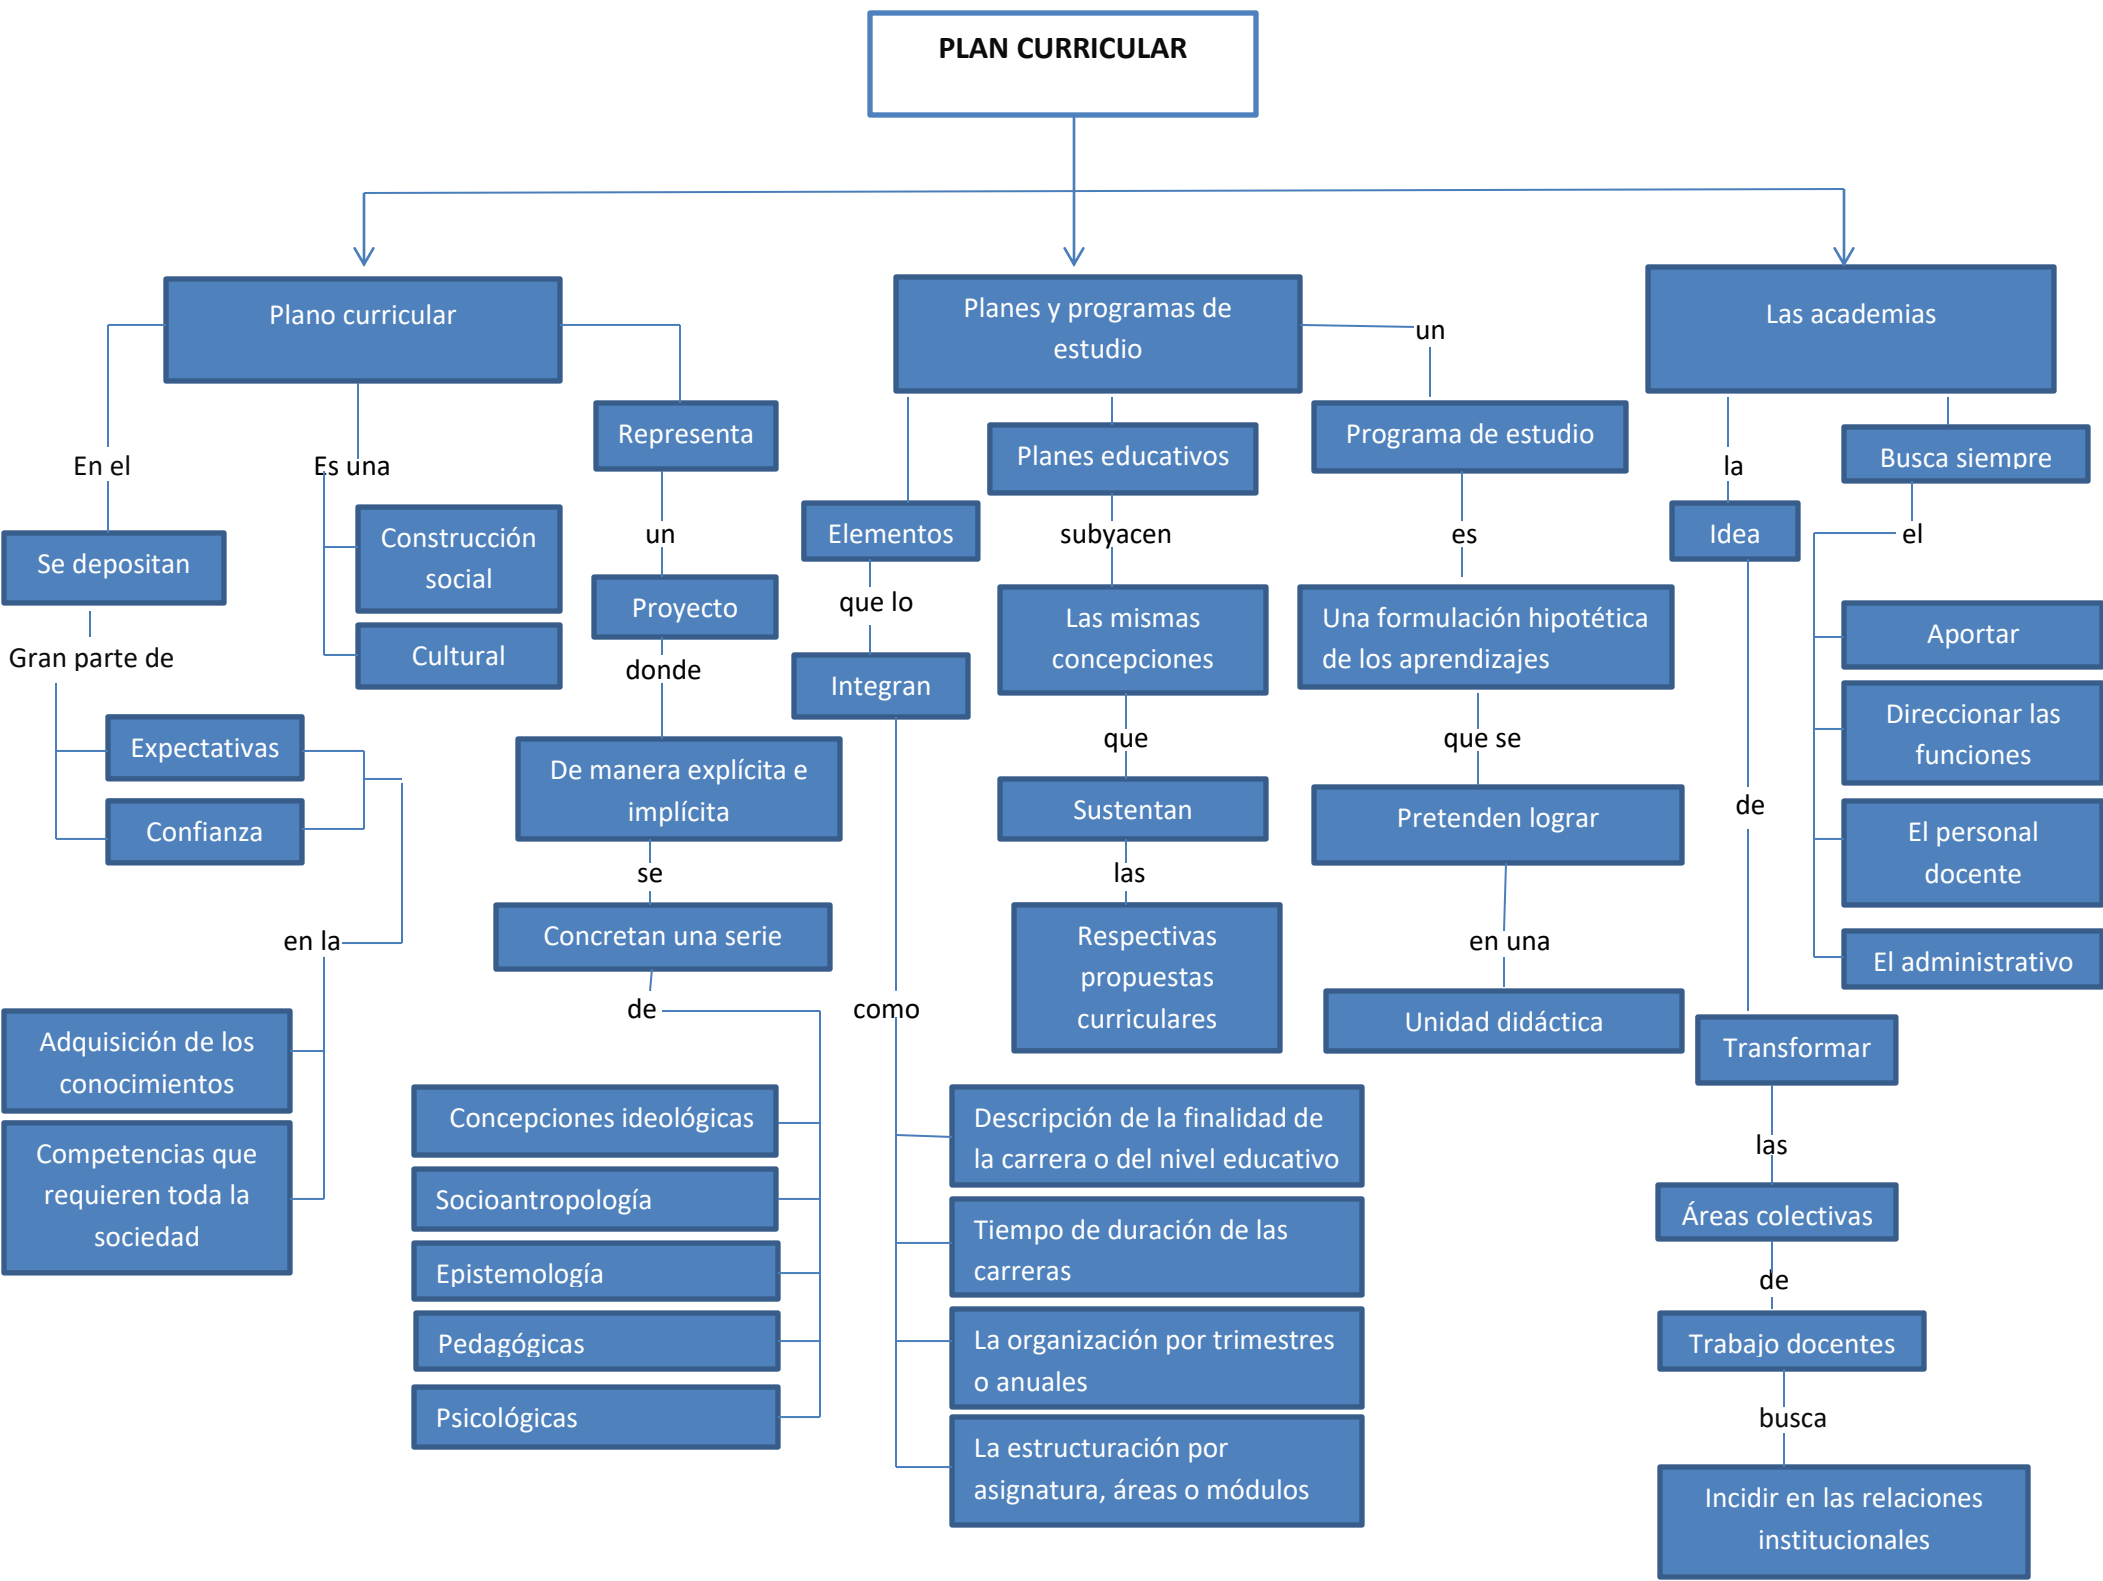 PLAN CURRICULAR
Plano curricular
En el
Se depositan
Gran parte de
Expectativas
Confianza
en la
Adquisición de los
conocimientos
Competencias que
requieren toda la
sociedad
Es una
Construcción
social
Cultural
Representa
un
Proyecto
donde
De manera explícita e
implícita
se
Concretan una serie
de
Concepciones ideológicas
Socioantropología
Epistemología
Pedagógicas
Psicológicas
Planes y programas de
estudio
Elementos
que lo
Integran
como
Descripción de la finalidad de
la carrera o del nivel educativo
Tiempo de duración de las
carreras
La organización por trimestres
o anuales
La estructuración por
asignatura, áreas o módulos
Planes educativos
subyacen
Las mismas
concepciones
que
Sustentan
las
Respectivas
propuestas
curriculares
un
Programa de estudio
es
Una formulación hipotética
de los aprendizajes
que se
Pretenden lograr
en una
Unidad didáctica
Las academias
la
Idea
de
Transformar
las
Áreas colectivas
de
Trabajo docentes
busca
Incidir en las relaciones
institucionales
Busca siempre
el
Aportar
Direccionar las
funciones
El personal
docente
El administrativo